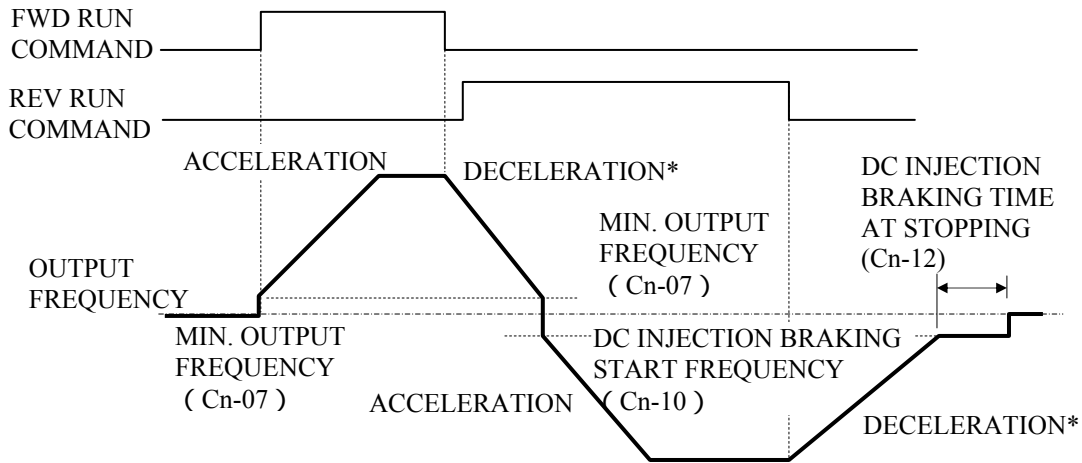 FWD RUN
COMMAND
REV RUN
COMMAND
ACCELERATION
DECELERATION*
DC INJECTION
BRAKING TIME
AT STOPPING
(Cn-12)
MIN. OUTPUT
FREQUENCY
( Cn-07 )
OUTPUT
FREQUENCY
MIN. OUTPUT
FREQUENCY
( Cn-07 )
DC INJECTION BRAKING
START FREQUENCY
( Cn-10 )
ACCELERATION
DECELERATION*